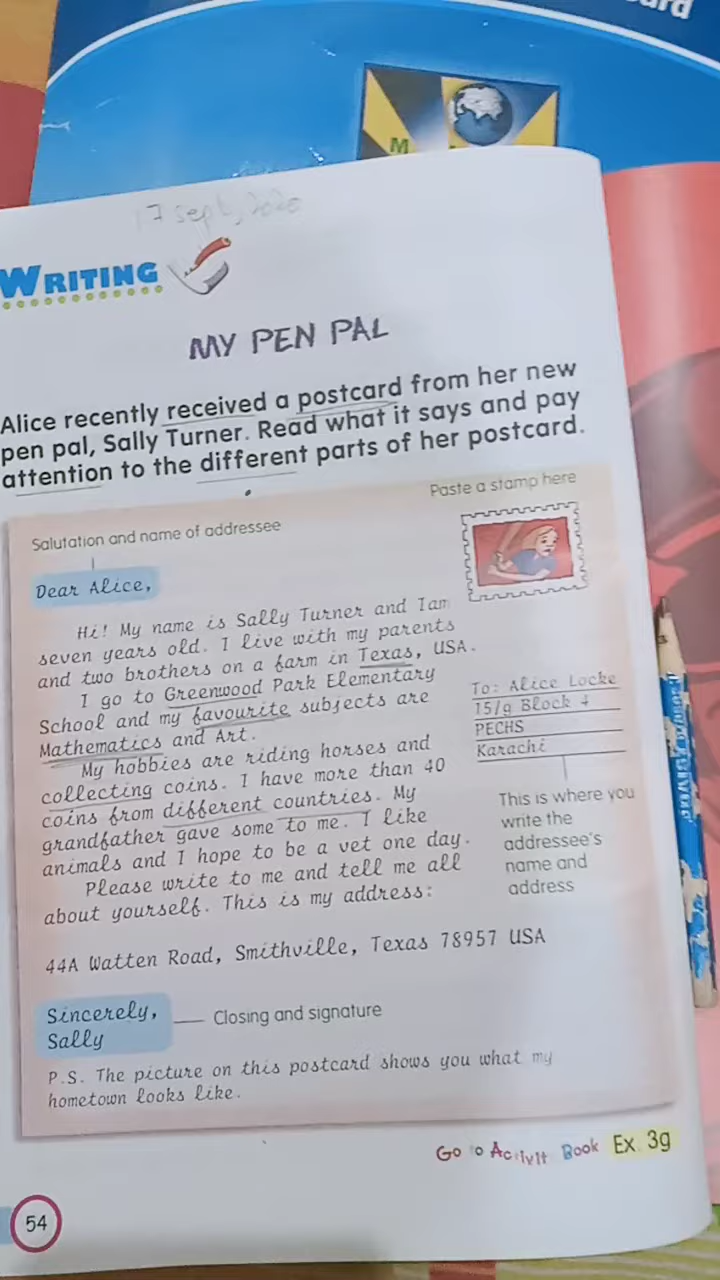 M
17 sept, 2020
WRITING
MY PEN PAL
Alice recently received a postcard from her new
pen pal, Sally Turner. Read what it says and pay
attention to the different parts of her postcard.
Paste a stamp here
Salutation and name of addressee
Dear Alice,
Hi! My name is Sally Turner and I am
seven years old. I live with my parents
and two brothers on a farm in Texas, USA.
I go to Greenwood Park Elementary
School and my favourite subjects are
Mathematics and Art.
My hobbies are riding horses and
collecting coins. I have more than 40
coins from different countries. My
grandfather gave some to me. I like
animals and I hope to be a vet one day.
Please write to me and tell me all
about yourself. This is my address:
To: Alice Locke
15/g Block 4
PECHS
Karachi
This is where you
write the
addressee's
name and
address
44A Watten Road, Smithville, Texas 78957 USA
Sincerely,
Sally
Closing and signature
P.S. The picture on this postcard shows you what my
hometown looks like.
Go to Activit Book Ex. 3g
54